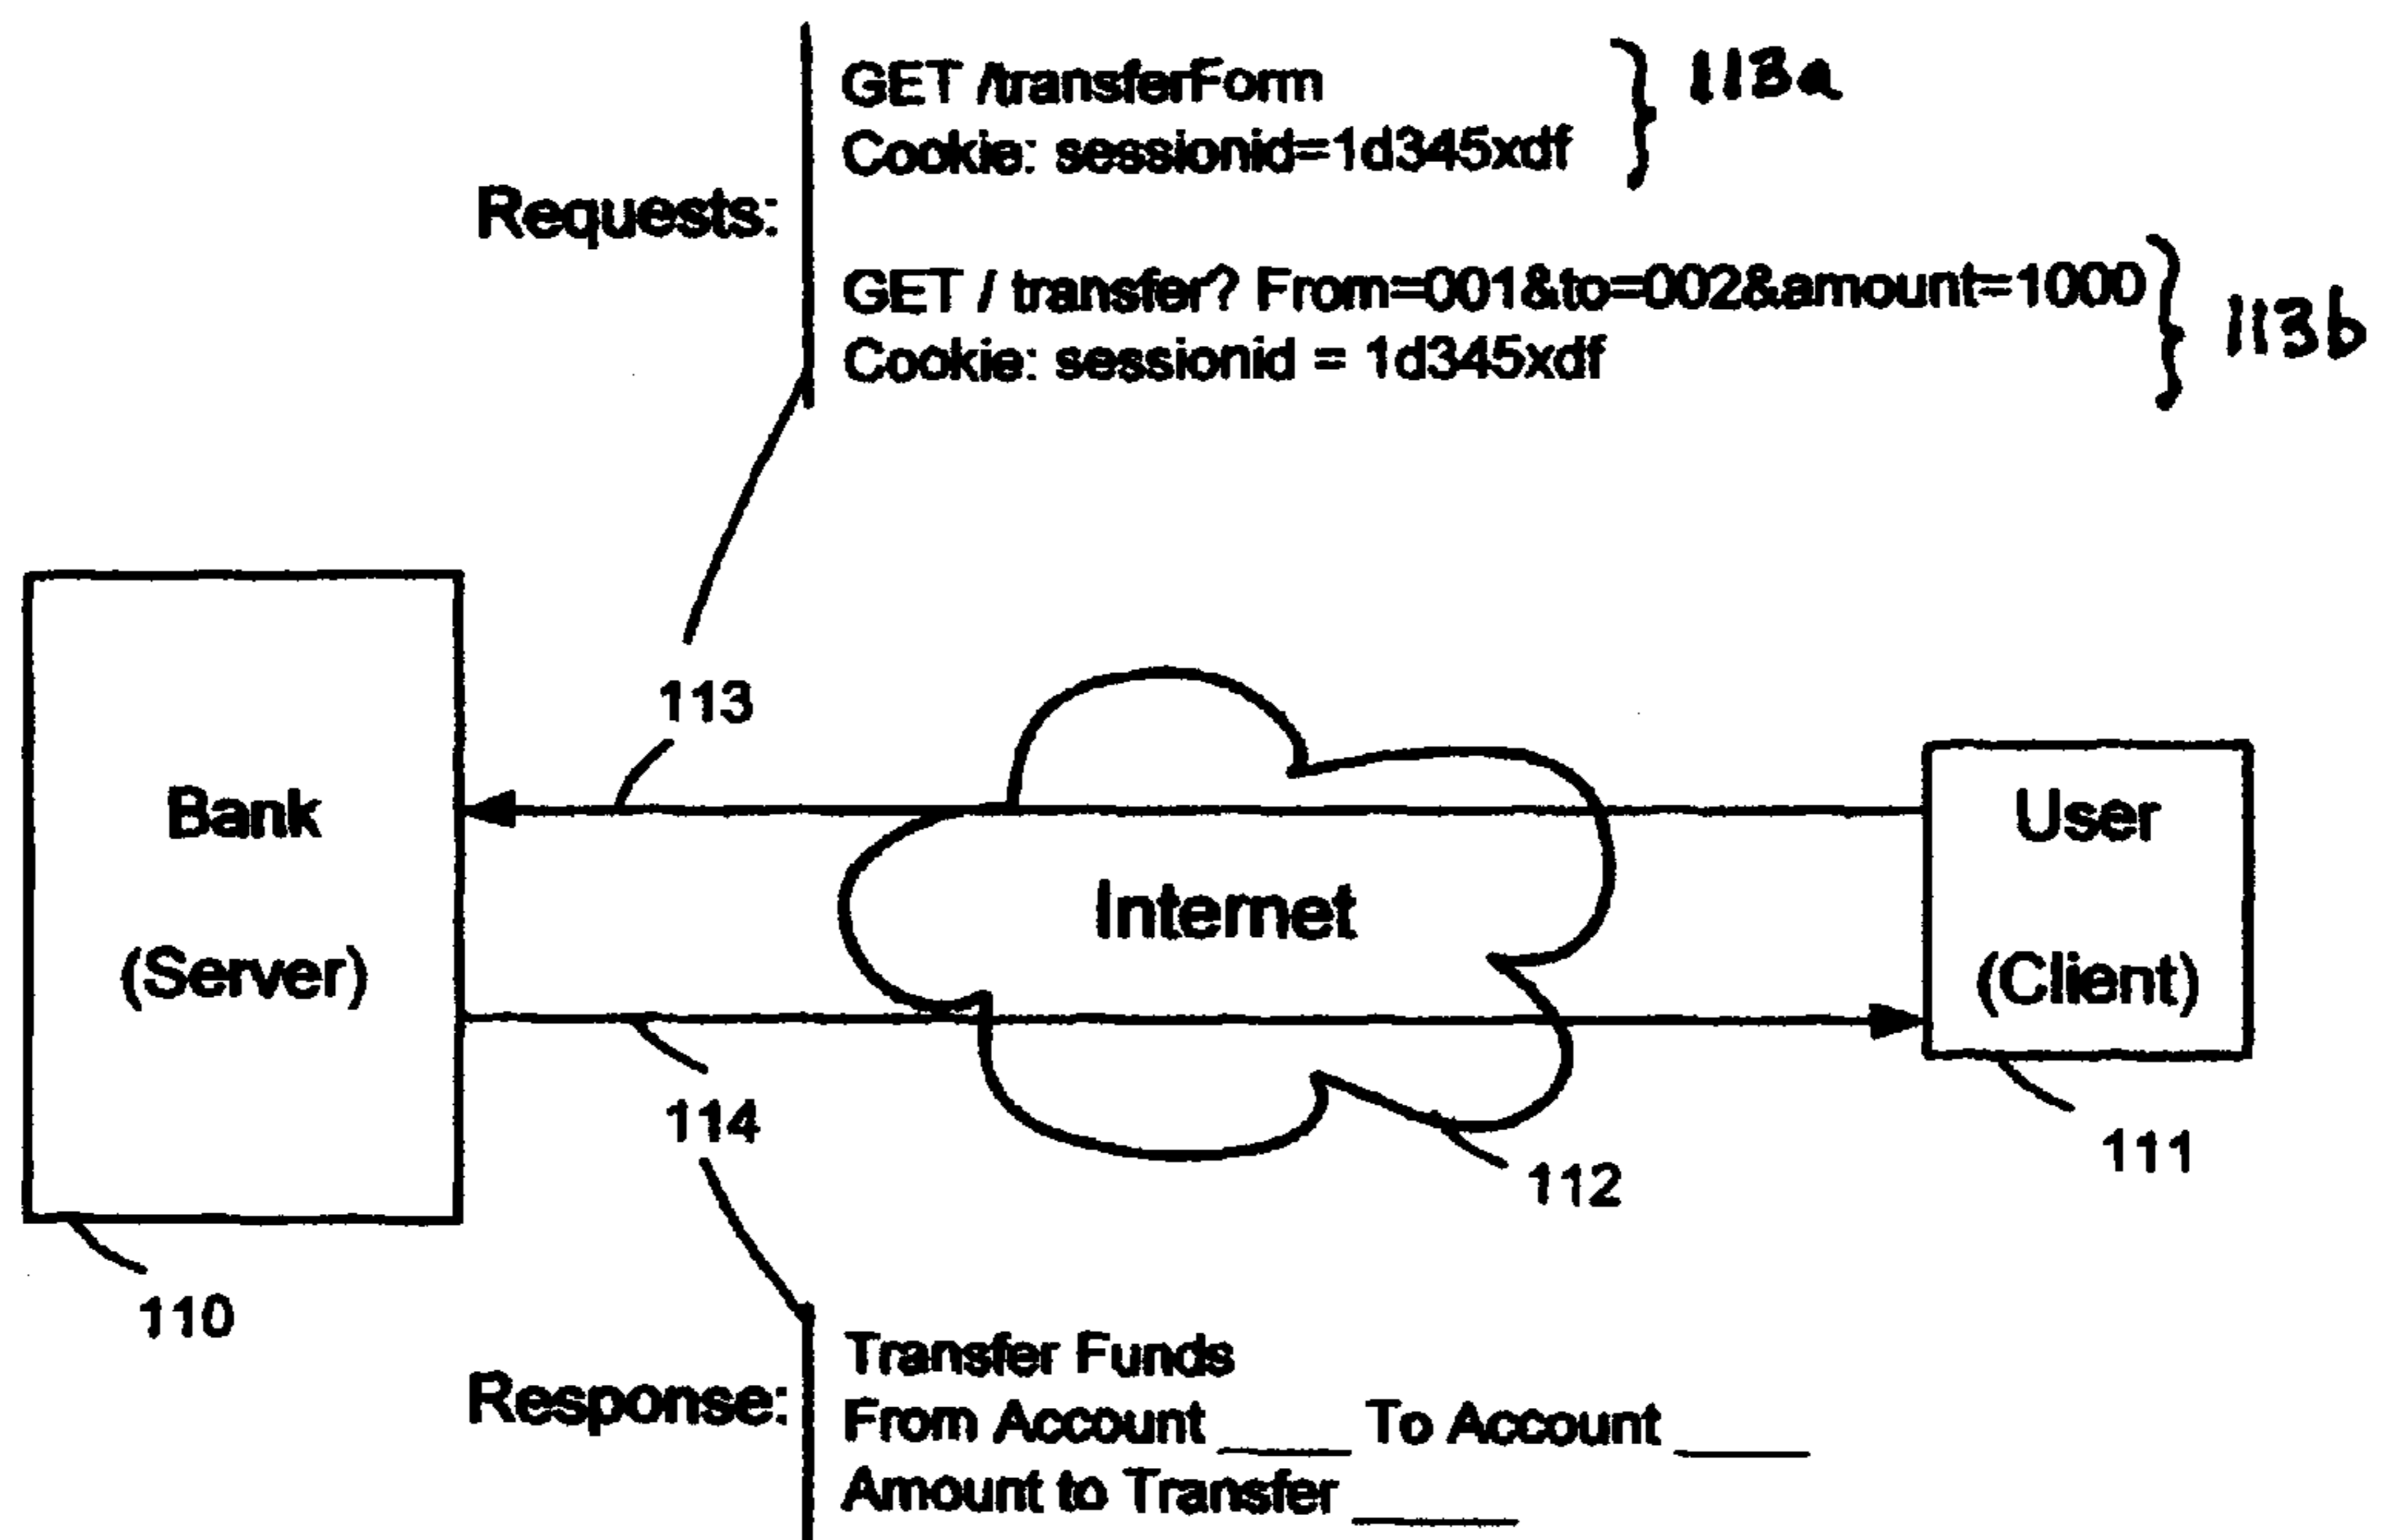 GET /transferForm
Cookie: sessionid=1d345xdf
113a
Requests:
GET / transfer? From=001&to=002&amount=1000
Cookie: sessionid = 1d345xdf
113b
113
Bank
(Server)
Internet
User
(Client)
114
112
111
110
Response:
Transfer Funds
From Account ____ To Account ____
Amount to Transfer _____